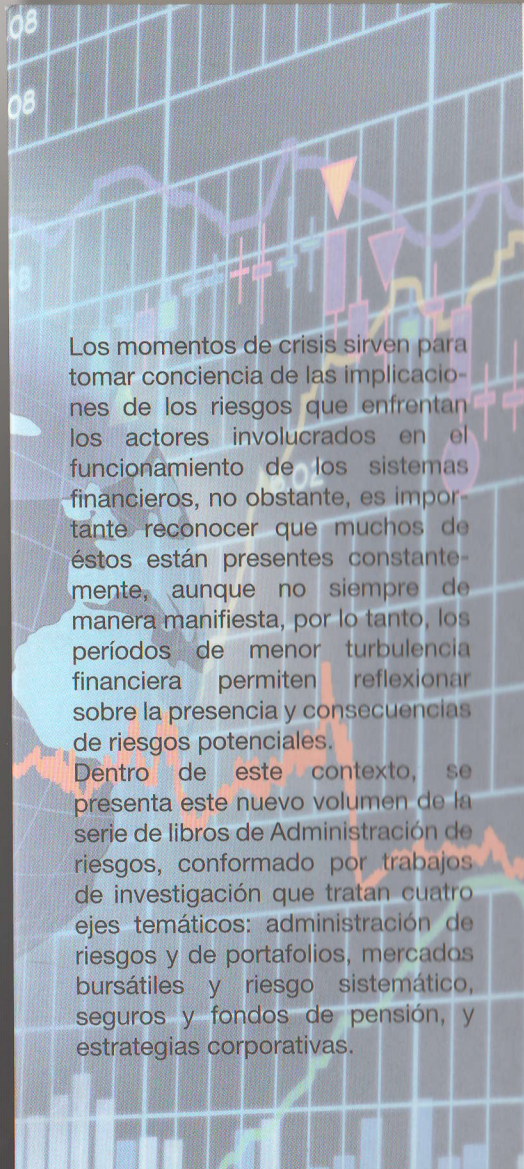 08
08
8
6.02
Los momentos de crisis sirven para
tomar conciencia de las implicacio-
nes de los riesgos que enfrentan
los actores involucrados en el
funcionamiento de los sistemas
financieros, no obstante, es impor-
tante reconocer que muchos de
éstos están presentes constante-
mente, aunque no siempre de
manera manifiesta, por lo tanto, los
períodos de menor turbulencia
financiera permiten reflexionar
sobre la presencia y consecuencias
de riesgos potenciales.
Dentro de este contexto, se
presenta este nuevo volumen de la
serie de libros de Administración de
riesgos, conformado por trabajos
de investigación que tratan cuatro
ejes temáticos: administración de
riesgos y de portafolios, mercados
bursátiles y riesgo sistemático,
seguros y fondos de pensión, y
estrategias corporativas.